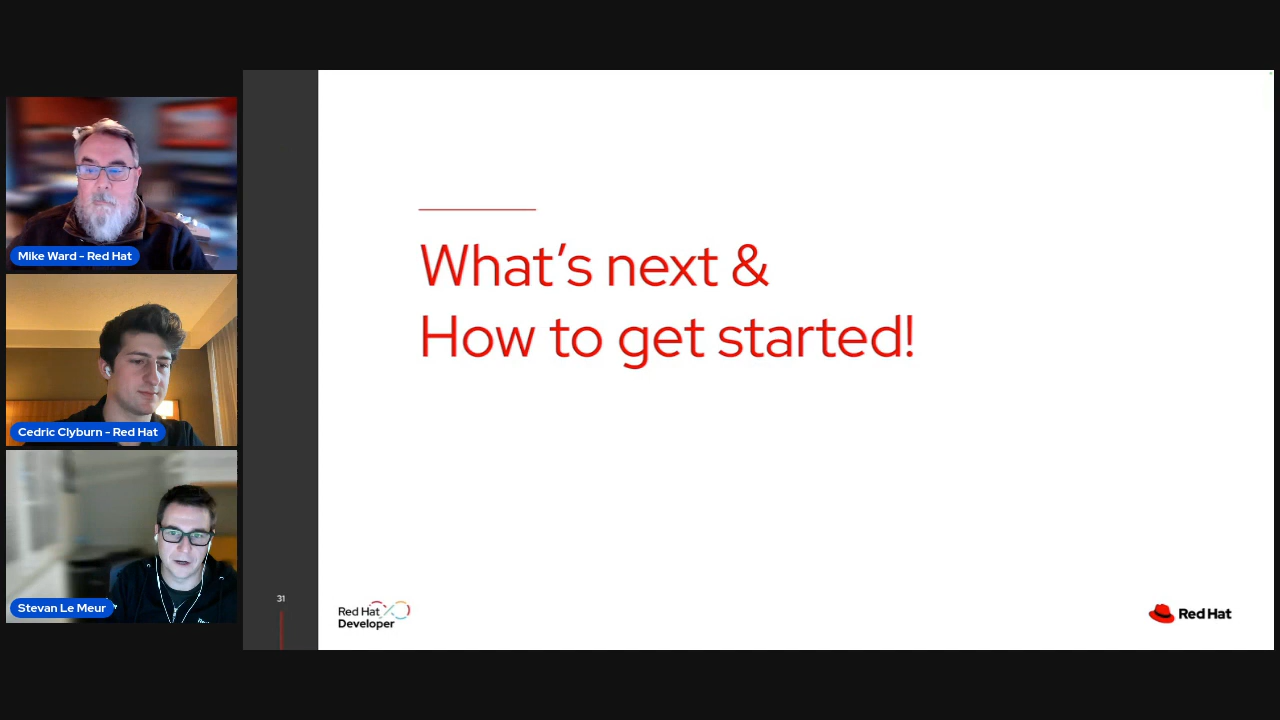 Mike Ward - Red Hat
Cedric Clyburn - Red Hat
Stevan Le Meur
What’s next &
How to get started!
31
Red Hat
Developer
Red Hat